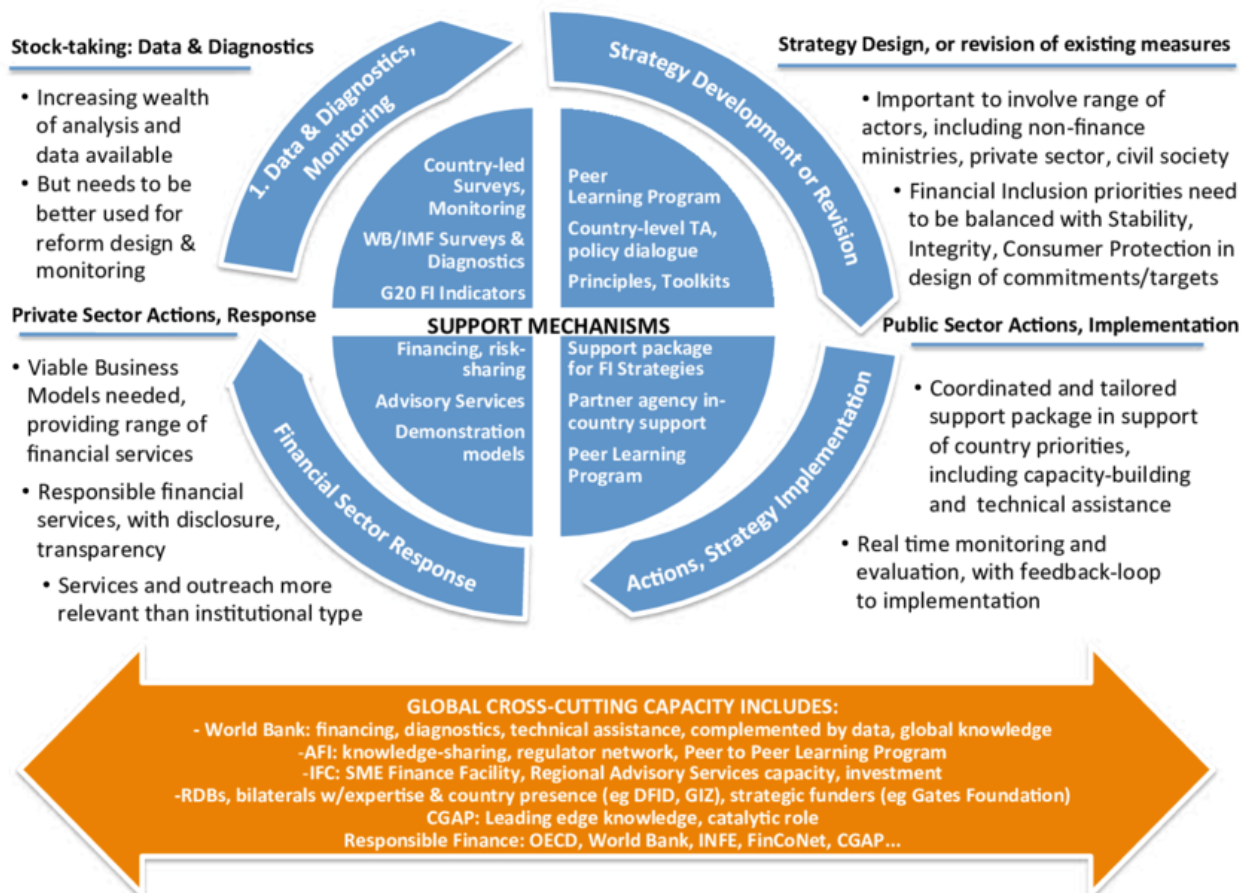 Stock-taking: Data & Diagnostics
• Increasing wealth
of analysis and
data available
• But needs to be
better used for
reform design &
monitoring
1. Data & Diagnostics,
Monitoring
Strategy Development or Revision
Strategy Design, or revision of existing measures
• Important to involve range of
actors, including non-finance
ministries, private sector, civil society
• Financial Inclusion priorities need
to be balanced with Stability,
Integrity, Consumer Protection in
design of commitments/targets
Country-led
Surveys,
Monitoring
WB/IMF Surveys &
Diagnostics
G20 FI Indicators
Peer
Learning Program
Country-level TA,
policy dialogue
Principles, Toolkits
SUPPORT MECHANISMS
Financing, risk-
sharing
Advisory Services
Demonstration
models
Support package
for FI Strategies
Partner agency in-
country support
Peer Learning
Program
Private Sector Actions, Response
• Viable Business
Models needed,
providing range of
financial services
• Responsible financial
services, with disclosure,
transparency
• Services and outreach more
relevant than institutional type
Financial Sector Response
Actions, Strategy Implementation
Public Sector Actions, Implementation
• Coordinated and tailored
support package in support
of country priorities,
including capacity-building
and technical assistance
• Real time monitoring and
evaluation, with feedback-loop
to implementation
GLOBAL CROSS-CUTTING CAPACITY INCLUDES:
- World Bank: financing, diagnostics, technical assistance, complemented by data, global knowledge
-AFI: knowledge-sharing, regulator network, Peer to Peer Learning Program
-IFC: SME Finance Facility, Regional Advisory Services capacity, investment
-RDBs, bilaterals w/expertise & country presence (eg DFID, GIZ), strategic funders (eg Gates Foundation)
CGAP: Leading edge knowledge, catalytic role
Responsible Finance: OECD, World Bank, INFE, FinCoNet, CGAP...